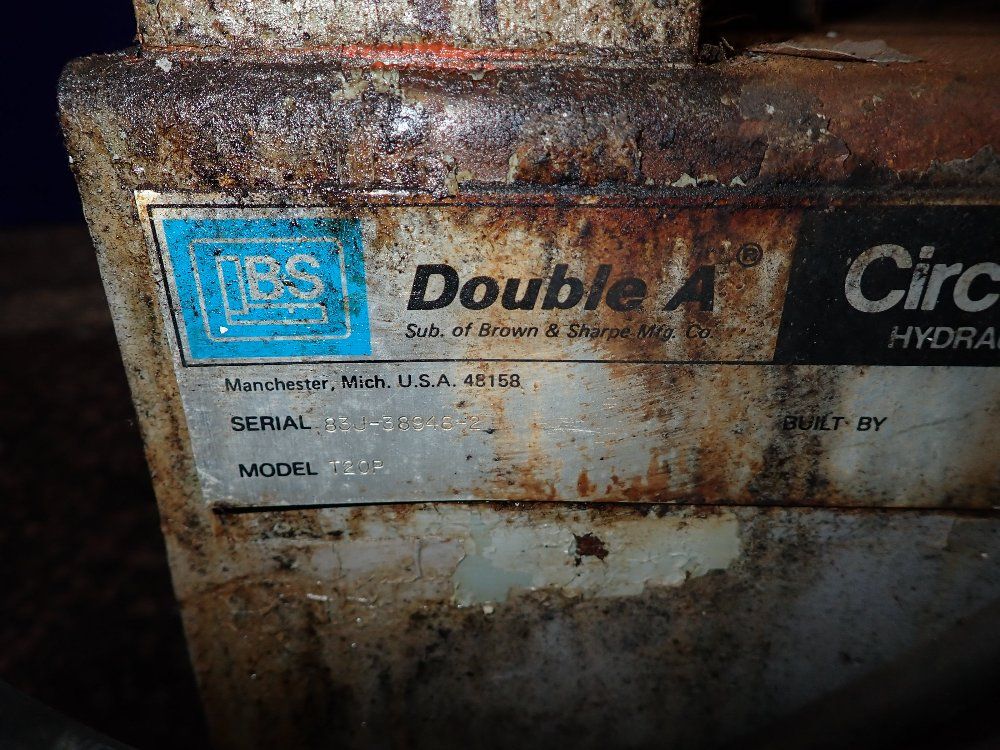 BS
Double A® Circ
Sub. of Brown & Sharpe Mfg. Co.
HYDRA
Manchester, Mich. U.S.A. 48158
SERIAL 83J-36946-2
BUILT BY
MODEL T20P